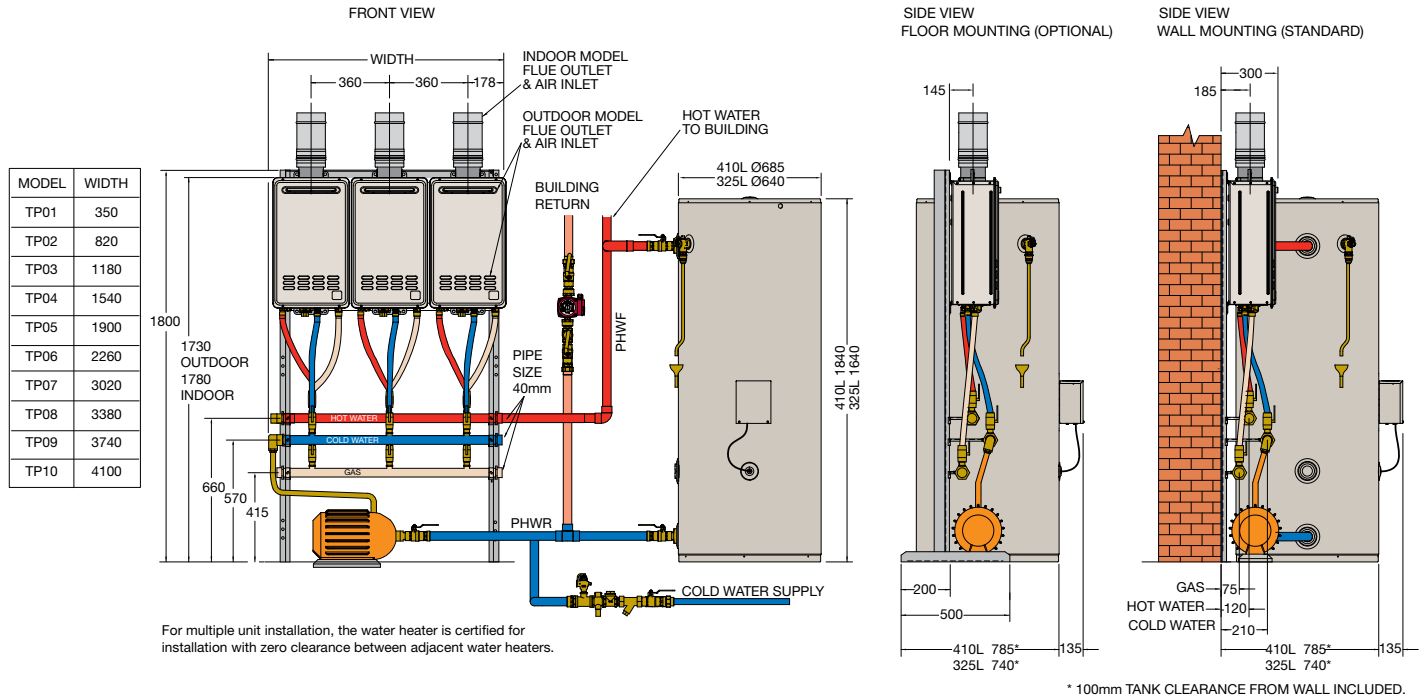 FRONT VIEW
SIDE VIEW
FLOOR MOUNTING (OPTIONAL)
SIDE VIEW
WALL MOUNTING (STANDARD)
WIDTH
360
360
178
INDOOR MODEL
FLUE OUTLET
& AIR INLET
OUTDOOR MODEL
FLUE OUTLET
& AIR INLET
HOT WATER
TO BUILDING
BUILDING
RETURN
410L Ø685
325L Ø640
145
300
185
MODEL WIDTH
TP01 350
TP02 820
TP03 1180
TP04 1540
TP05 1900
TP06 2260
TP07 3020
TP08 3380
TP09 3740
TP10 4100
1800
1730
OUTDOOR
1780
INDOOR
PIPE
SIZE
40mm
PHWF
410L 1840
325L 1640
HOT WATER
COLD WATER
GAS
660
570
415
PHWR
COLD WATER SUPPLY
200
500
410L 785*
325L 740*
135
GAS
75
HOT WATER
120
COLD WATER
210
410L 785*
325L 740*
135
For multiple unit installation, the water heater is certified for
installation with zero clearance between adjacent water heaters.
* 100mm TANK CLEARANCE FROM WALL INCLUDED.